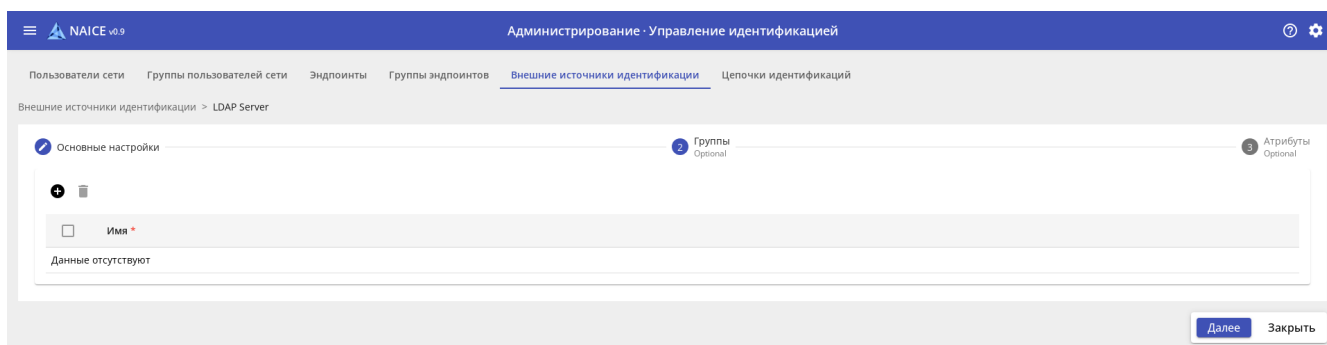 NAICE v0.9
Администрирование · Управление идентификацией
Пользователи сети Группы пользователей сети Эндпоинты Группы эндпоинтов Внешние источники идентификации Цепочки идентификаций
Внешние источники идентификации > LDAP Server
Основные настройки
2 Группы
Optional
3 Атрибуты
Optional
Имя *
Данные отсутствуют
Далее Закрыть